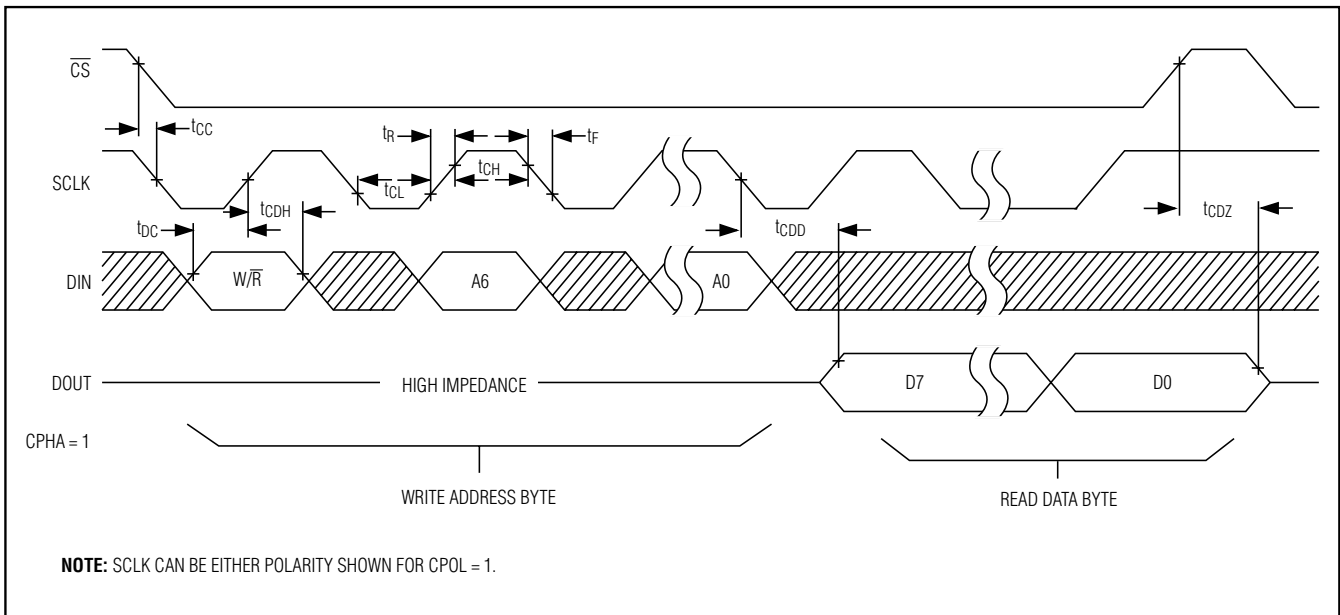 C̅S̅
tCC
tR
tF
SCLK
tCL
tCH
tDC
tCDH
tCDD
tCDZ
DIN
W/R̅
A6
A0
DOUT
HIGH IMPEDANCE
D7
D0
CPHA = 1
WRITE ADDRESS BYTE
READ DATA BYTE
NOTE: SCLK CAN BE EITHER POLARITY SHOWN FOR CPOL = 1.